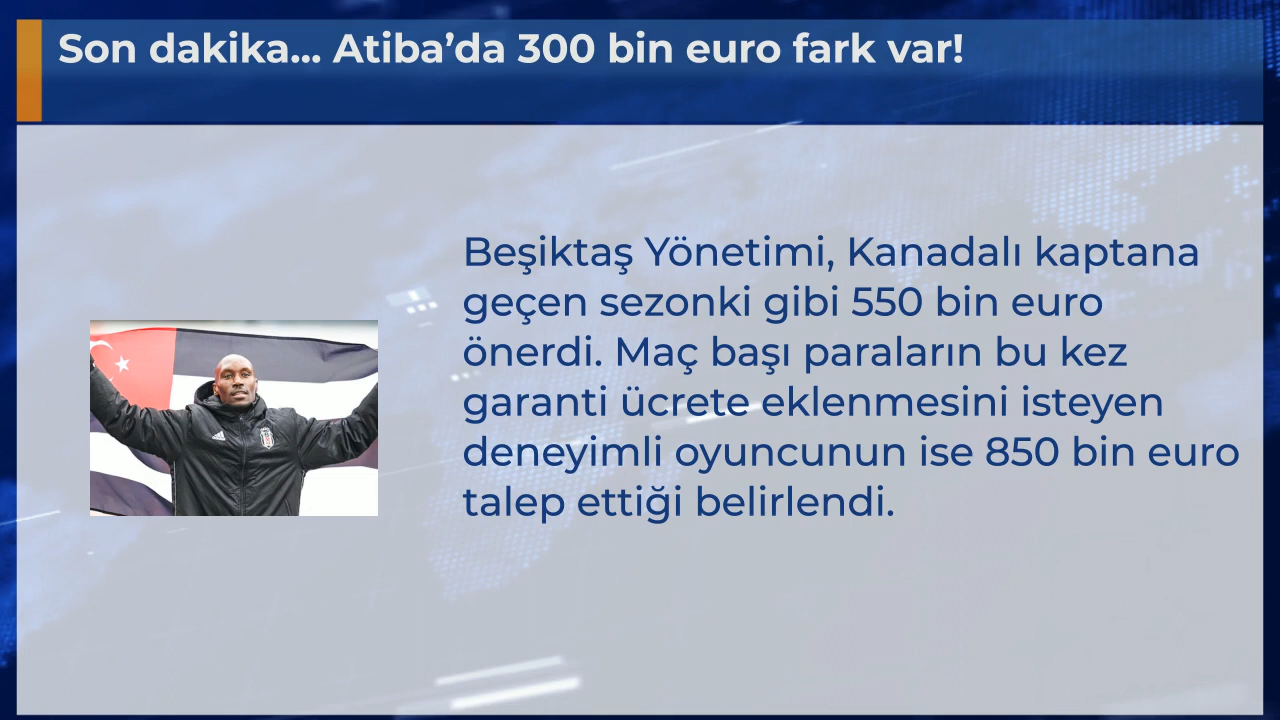 Son dakika... Atiba’da 300 bin euro fark var!
Beşiktaş Yönetimi, Kanadalı kaptana
geçen sezonki gibi 550 bin euro
önerdi. Maç başı paraların bu kez
garanti ücrete eklenmesini isteyen
deneyimli oyuncunun ise 850 bin euro
talep ettiği belirlendi.